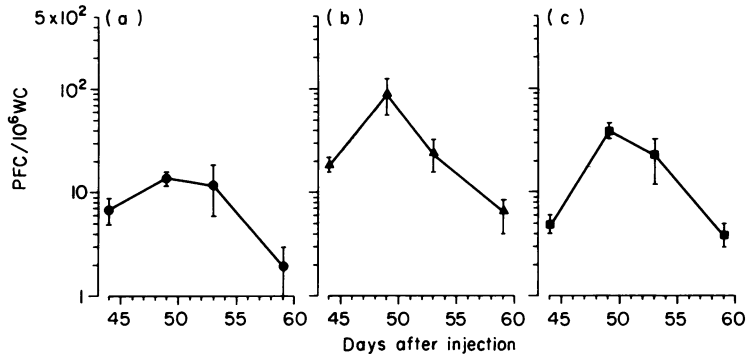 5x10² (a) (b) (c)
10²
PFC/10⁶WC
10
1
45 50 55 60 45 50 55 60 45 50 55 60
Days after injection